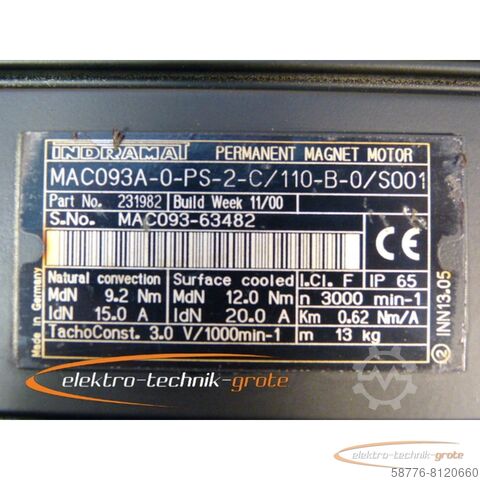 INDRAMAT PERMANENT MAGNET MOTOR
MAC093A-0-PS-2-C/110-B-0/S001
Part No. 231982 Build Week 11/00
S.No. MAC093-63482
CE
Made in Germany
Natural convection Surface cooled I.Cl. F IP 65
MdN 9.2 Nm MdN 12.0 Nm n 3000 min-1
IdN 15.0 A IdN 20.0 A Km 0.62 Nm/A
TachoConst. 3.0 V/1000min-1 m 13 kg
2 INN13.05
elektro-technik-grote
elektro-technik-grote.de
58776-8120660